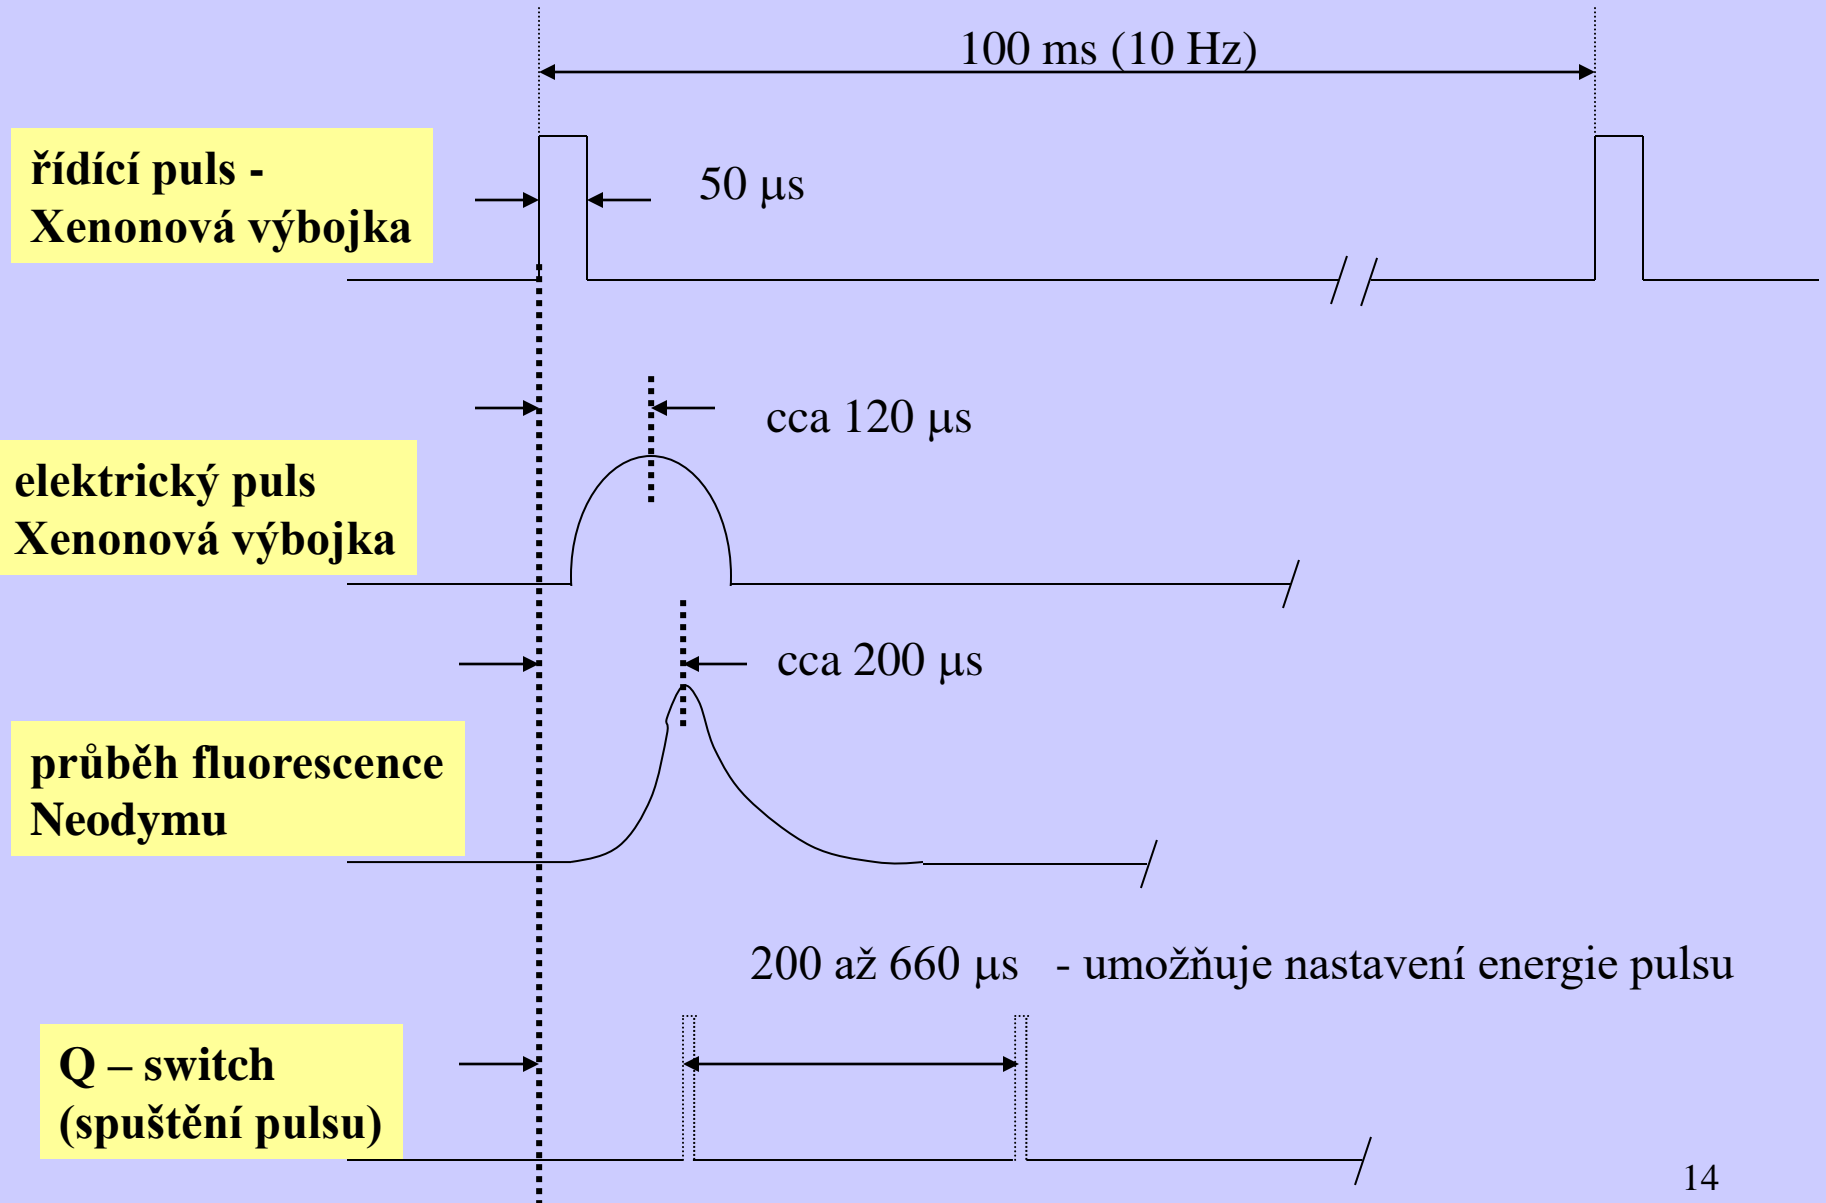 100 ms (10 Hz)
řídící puls -
Xenonová výbojka
50 μs
cca 120 μs
elektrický puls
Xenonová výbojka
cca 200 μs
průběh fluorescence
Neodymu
200 až 660 μs - umožňuje nastavení energie pulsu
Q – switch
(spuštění pulsu)
14